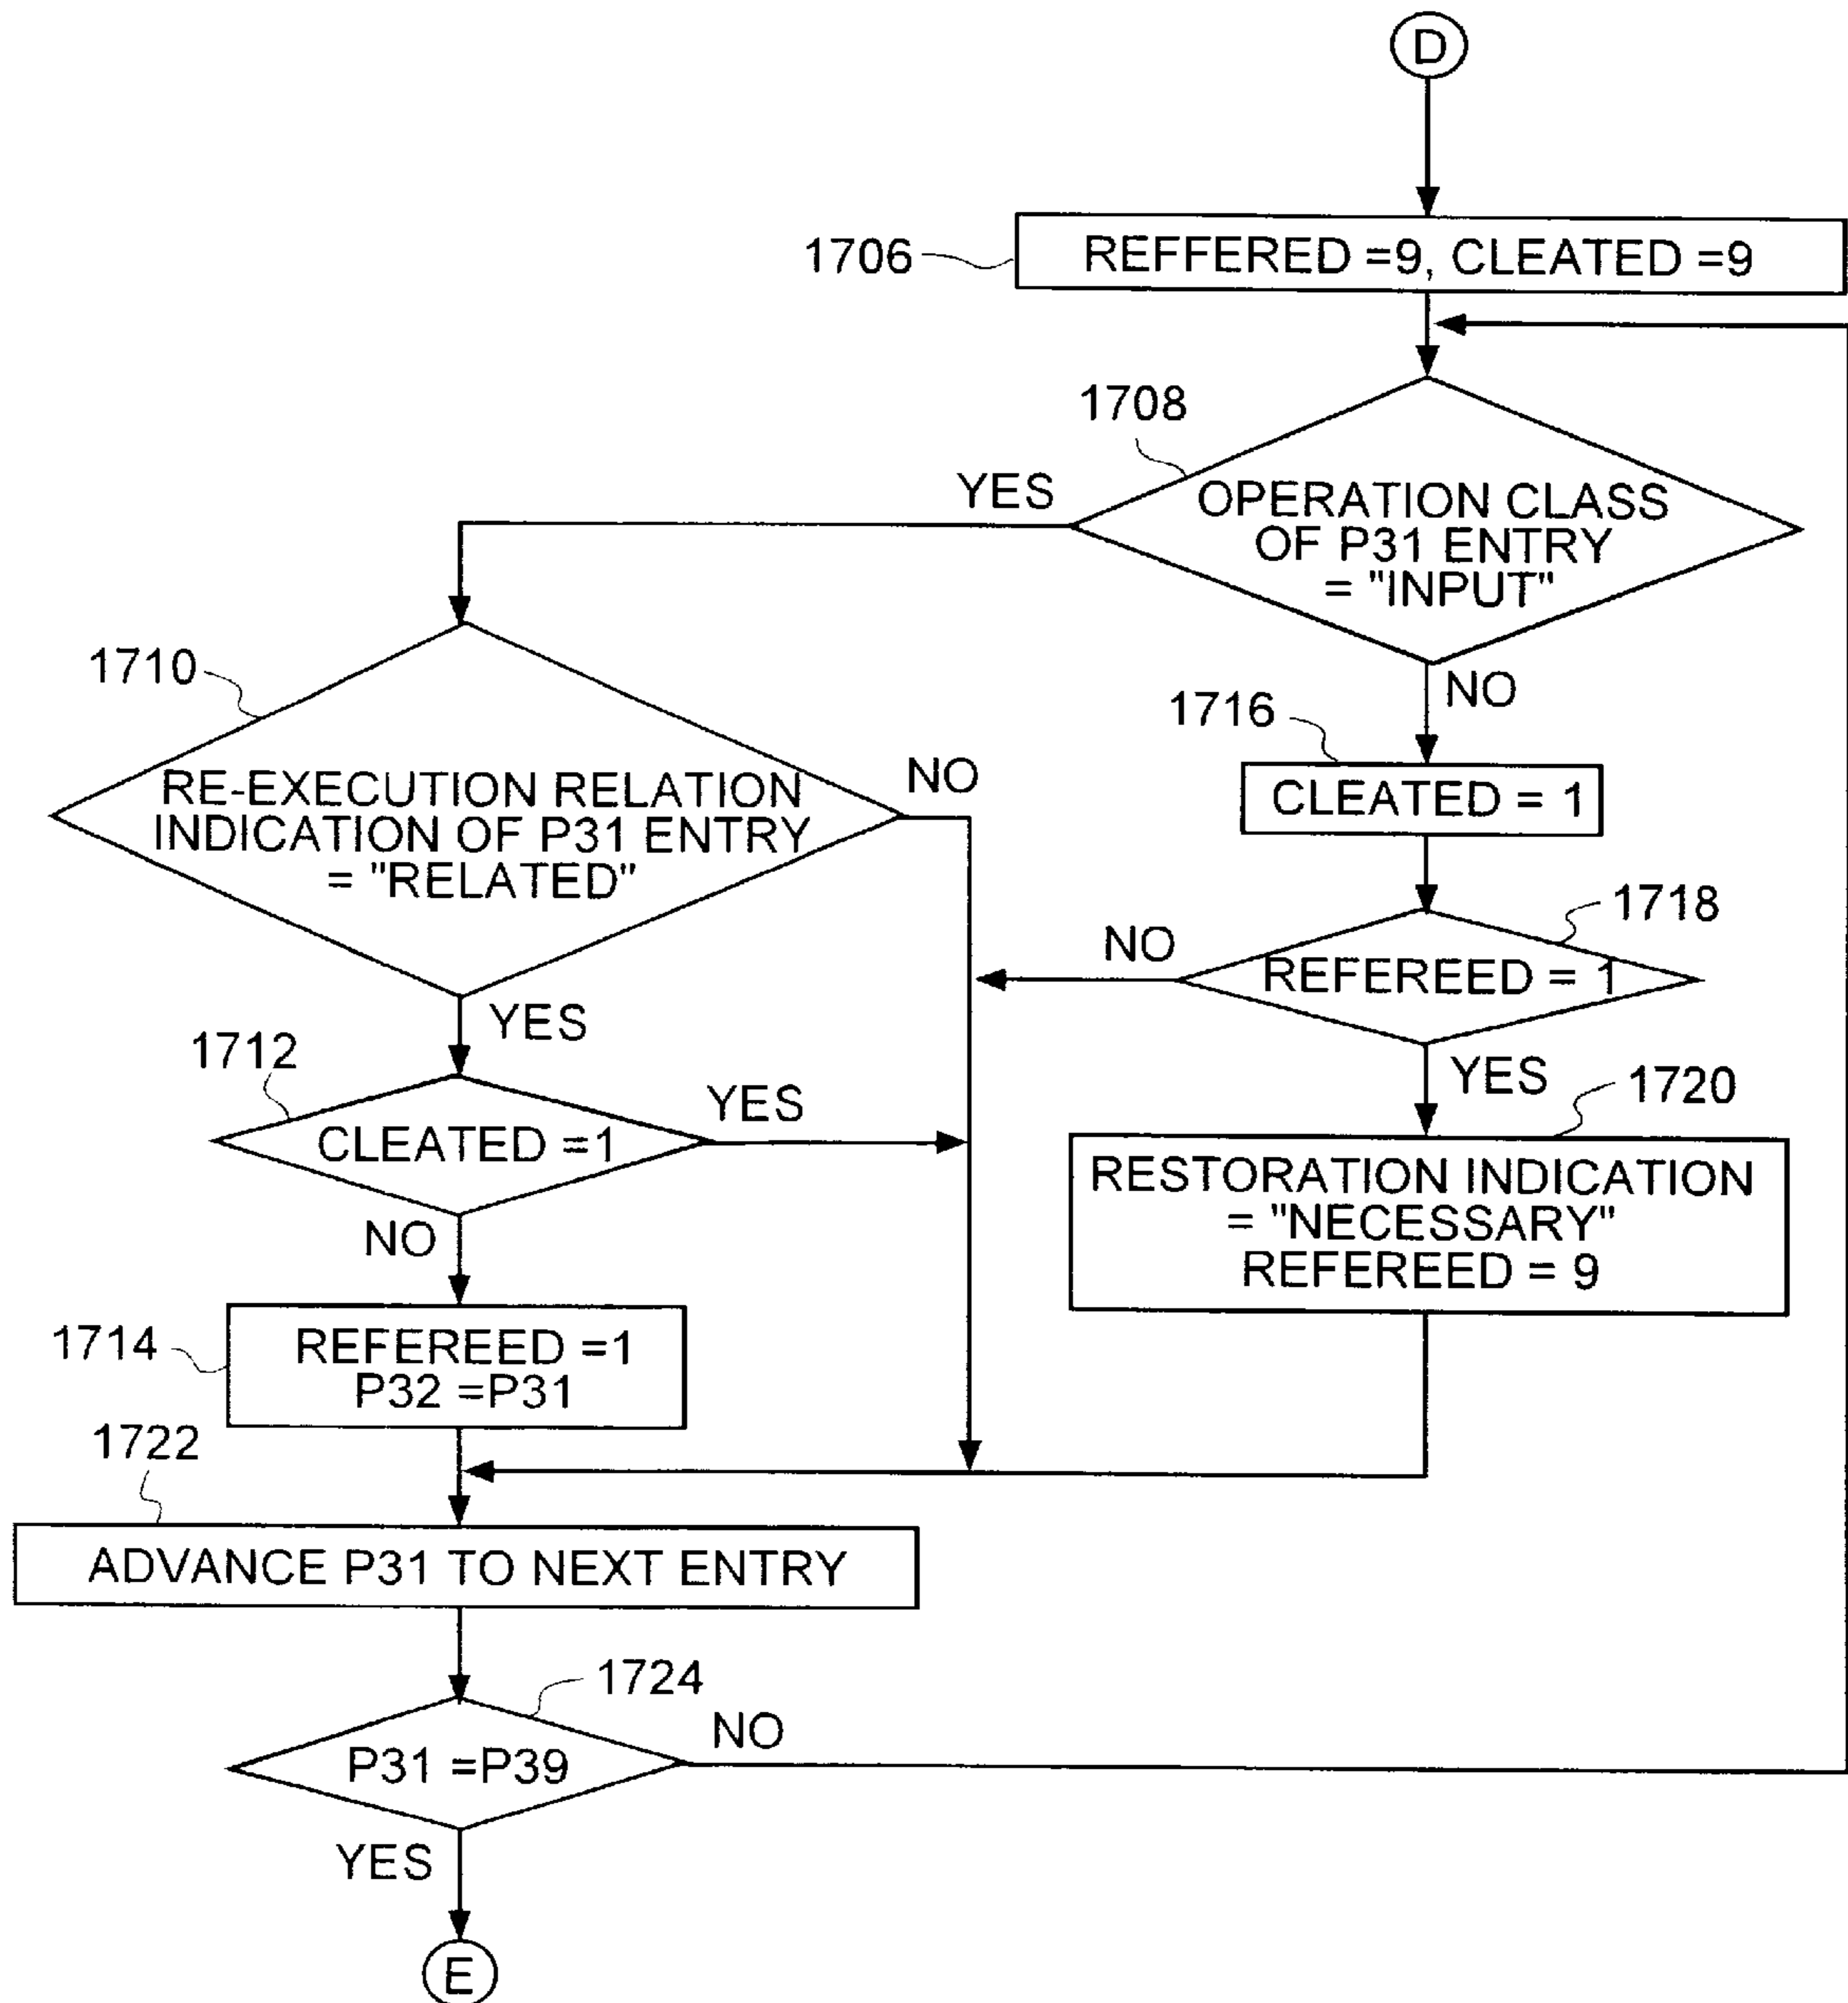 D
1706
REFFERED =9, CLEATED =9
1708
YES
OPERATION CLASS
OF P31 ENTRY
= "INPUT"
NO
1710
RE-EXECUTION RELATION
INDICATION OF P31 ENTRY
= "RELATED"
NO
1716
CLEATED = 1
1718
NO
REFEREED = 1
YES
YES
1712
CLEATED =1
YES
NO
1720
RESTORATION INDICATION
= "NECESSARY"
REFEREED = 9
1714
REFEREED =1
P32 =P31
1722
ADVANCE P31 TO NEXT ENTRY
1724
P31 =P39
NO
YES
E